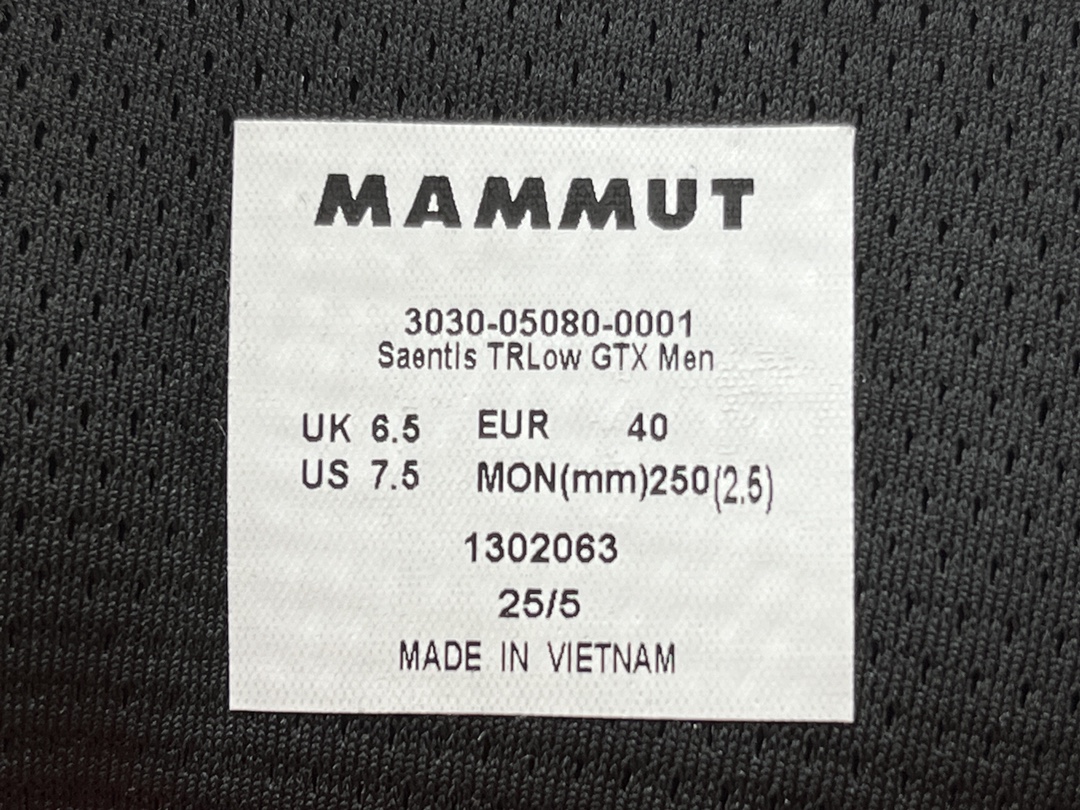 MAMMUT
3030-05080-0001
Saentis TRLow GTX Men
UK 6.5 EUR 40
US 7.5 MON(mm)250(2.5)
1302063
25/5
MADE IN VIETNAM